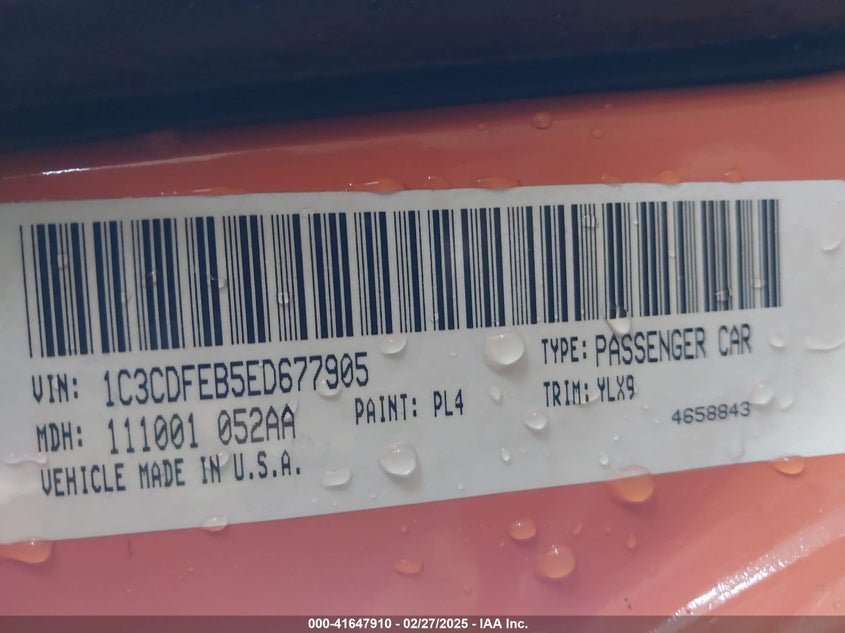 VIN: 1C3CDFEB5ED677905 TYPE: PASSENGER CAR
MDH: 111001 052AA PAINT: PL4 TRIM: YLX9
VEHICLE MADE IN U.S.A. 4658843
000-41647910 - 02/27/2025 - IAA Inc.